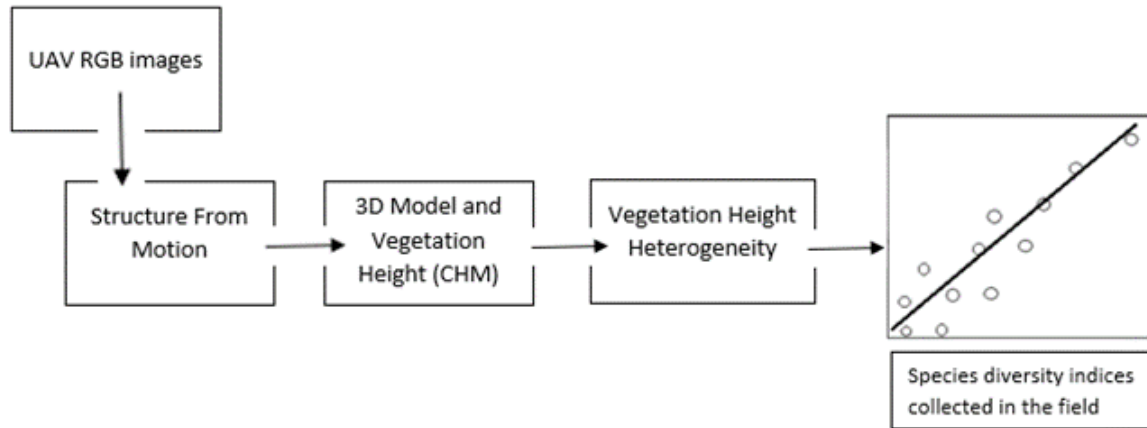 UAV RGB images
Structure From
Motion
3D Model and
Vegetation
Height (CHM)
Vegetation Height
Heterogeneity
Species diversity indices
collected in the field